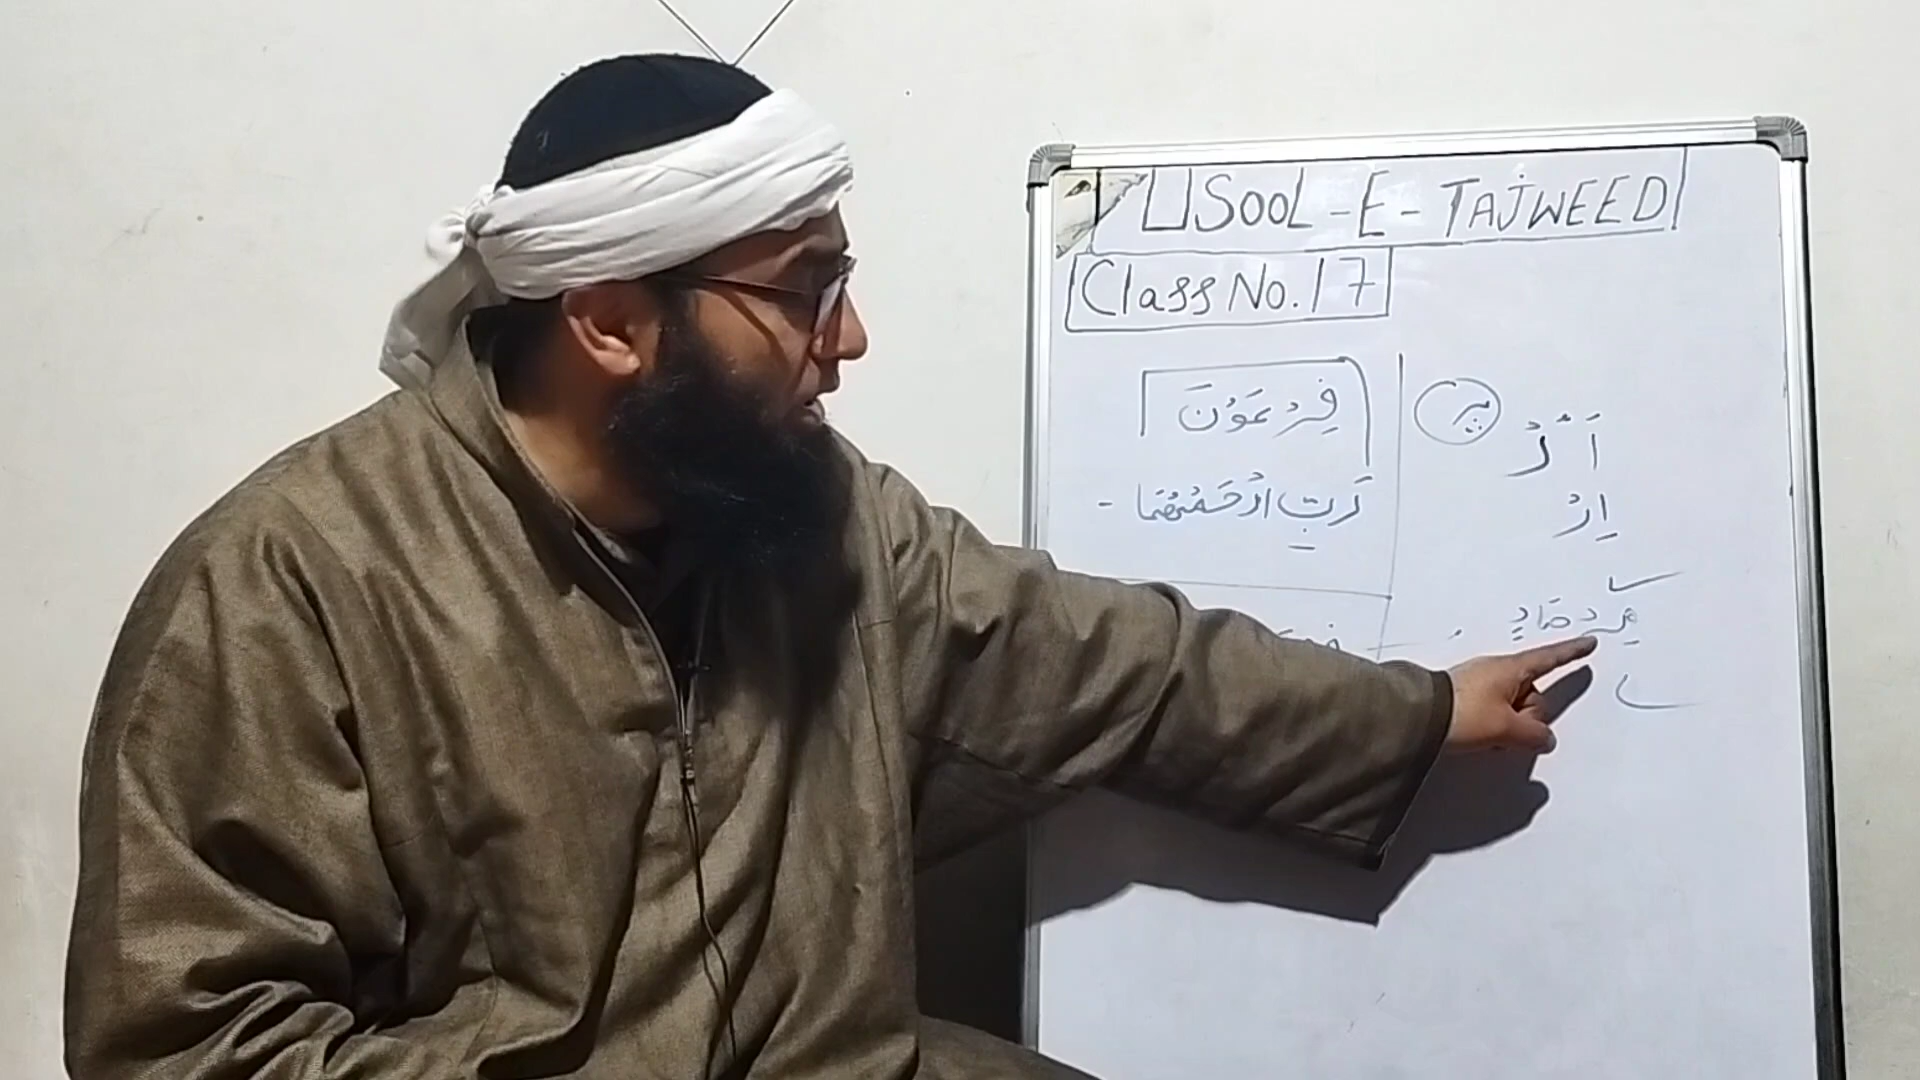 USOOL-E-TAJWEED
Class No.17
فِرْعَوْنَ
رَبِّ ارْحَمْهُمَا -
اَ ُ رْ
اِرْ